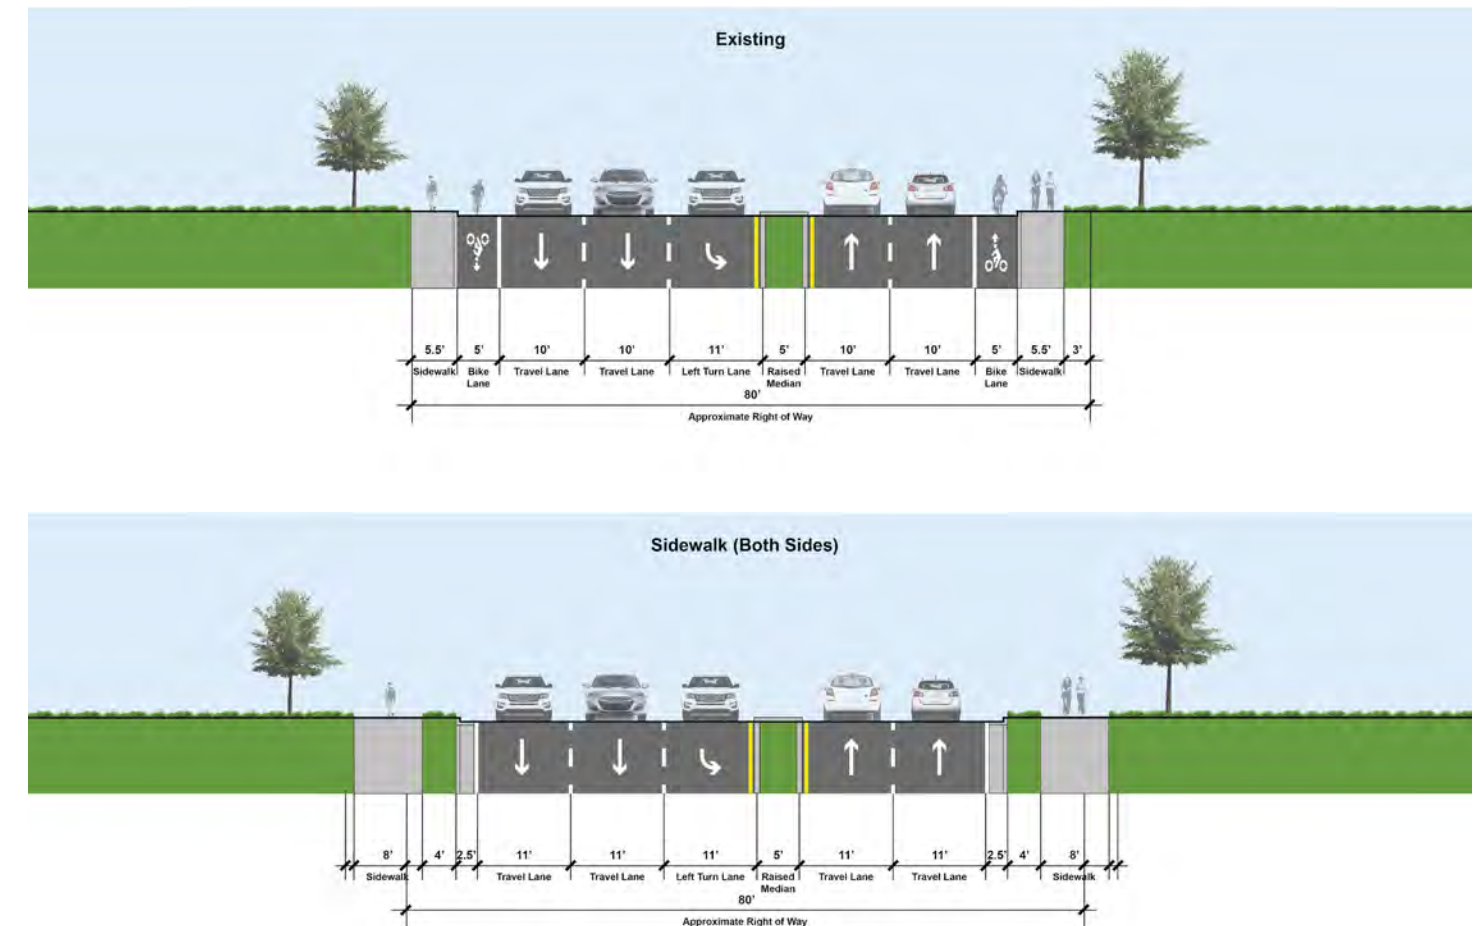 Existing
5.5' 5' 10' 10' 11' 5' 10' 10' 5' 5.5' 3'
Sidewalk Bike Travel Lane Travel Lane Left Turn Lane Raised Travel Lane Travel Lane Bike Sidewalk
Lane Median Lane
80'
Approximate Right of Way
Sidewalk (Both Sides)
8' 4' 2.5' 11' 11' 11' 5' 11' 11' 2.5' 4' 8'
Sidewalk Travel Lane Travel Lane Left Turn Lane Raised Travel Lane Travel Lane Sidewalk
Median
80'
Approximate Right of Way